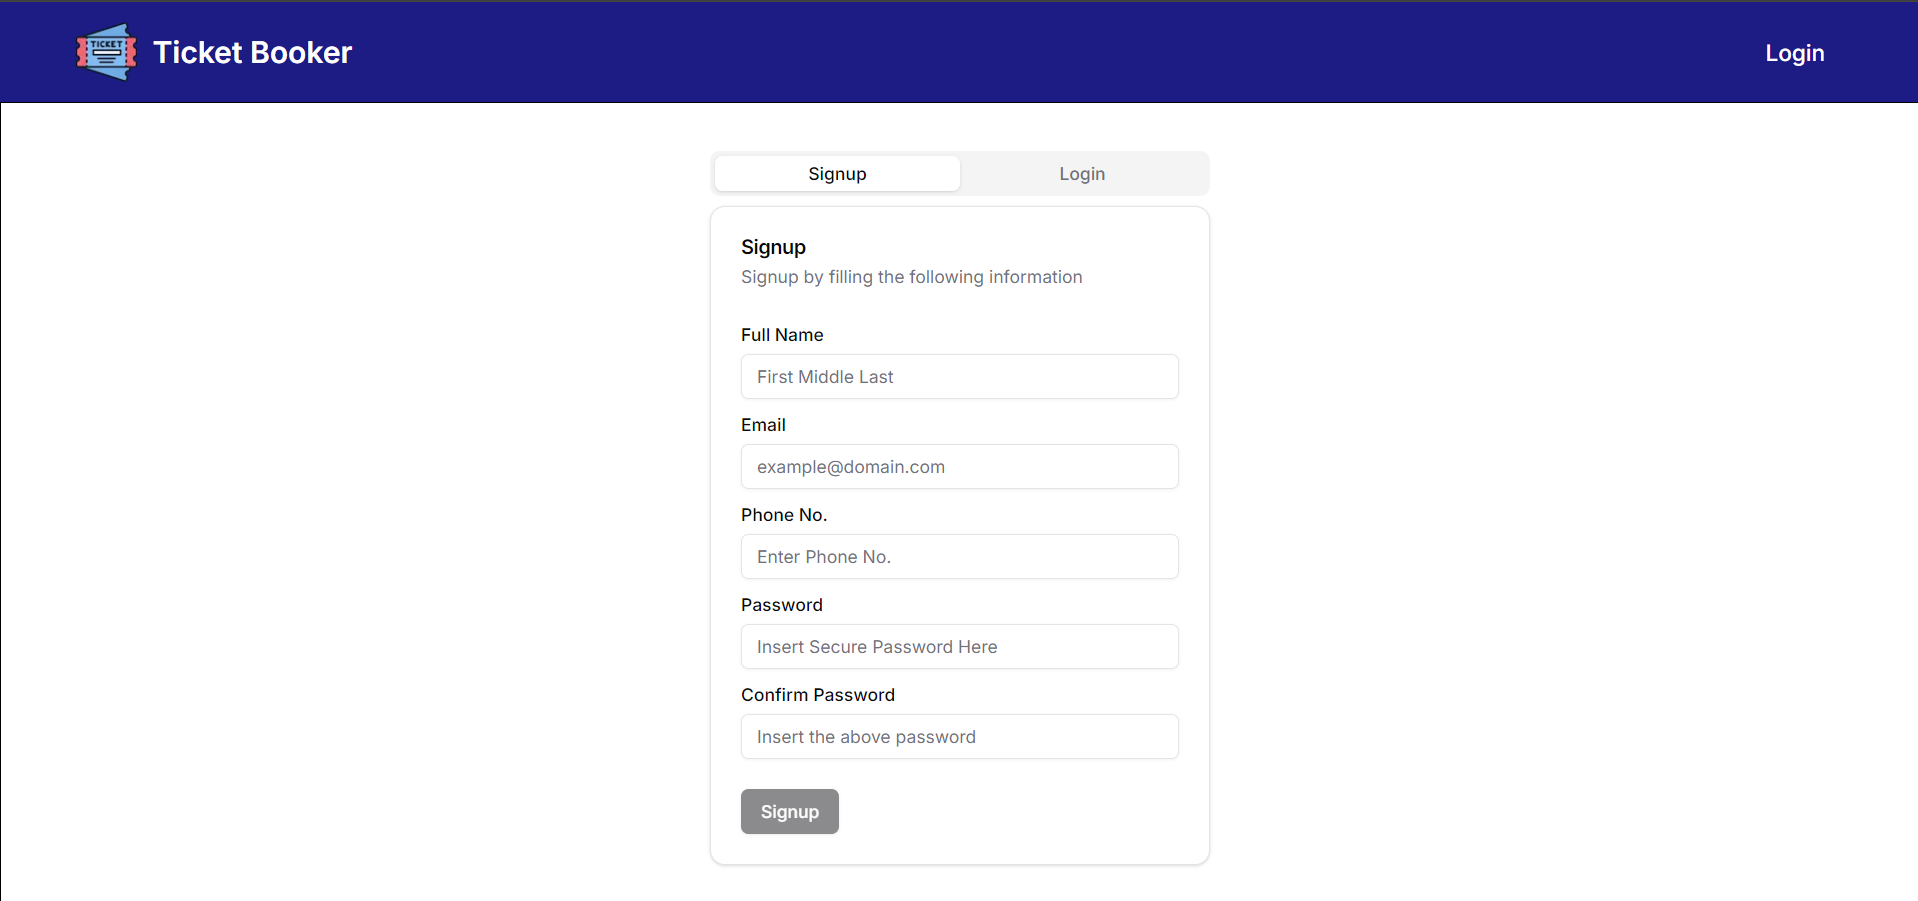 TICKET
Ticket Booker
Login
Signup
Login
Signup
Signup by filling the following information
Full Name
First Middle Last
Email
example@domain.com
Phone No.
Enter Phone No.
Password
Insert Secure Password Here
Confirm Password
Insert the above password
Signup